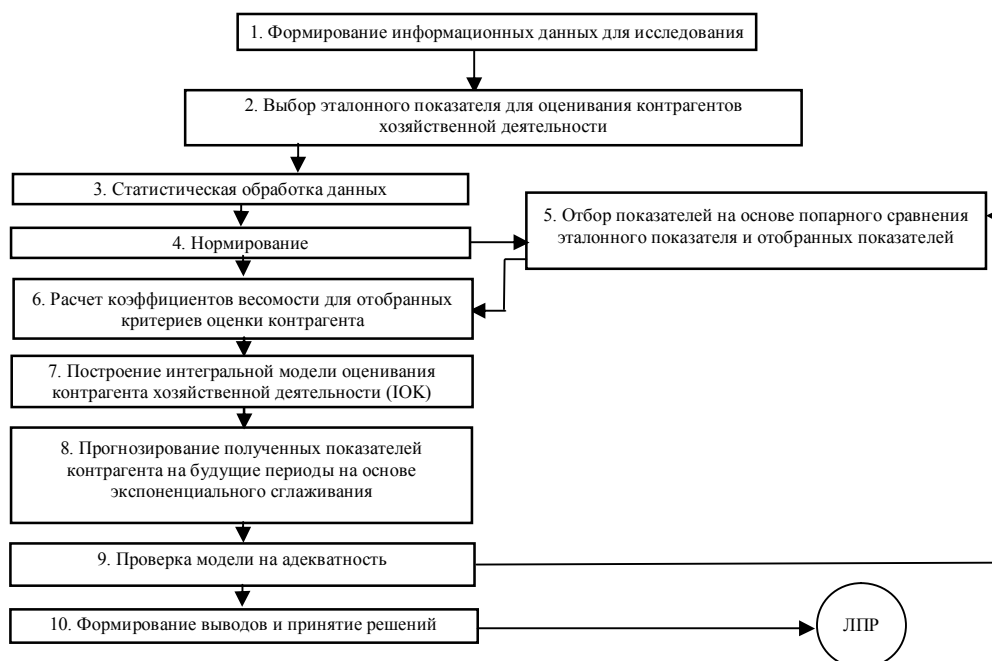 1. Формирование информационных данных для исследования
2. Выбор эталонного показателя для оценивания контрагентов
хозяйственной деятельности
3. Статистическая обработка данных
4. Нормирование
5. Отбор показателей на основе попарного сравнения
эталонного показателя и отобранных показателей
6. Расчет коэффициентов весомости для отобранных
критериев оценки контрагента
7. Построение интегральной модели оценивания
контрагента хозяйственной деятельности (IOK)
8. Прогнозирование полученных показателей
контрагента на будущие периоды на основе
экспоненциального сглаживания
9. Проверка модели на адекватность
10. Формирование выводов и принятие решений
ЛПР